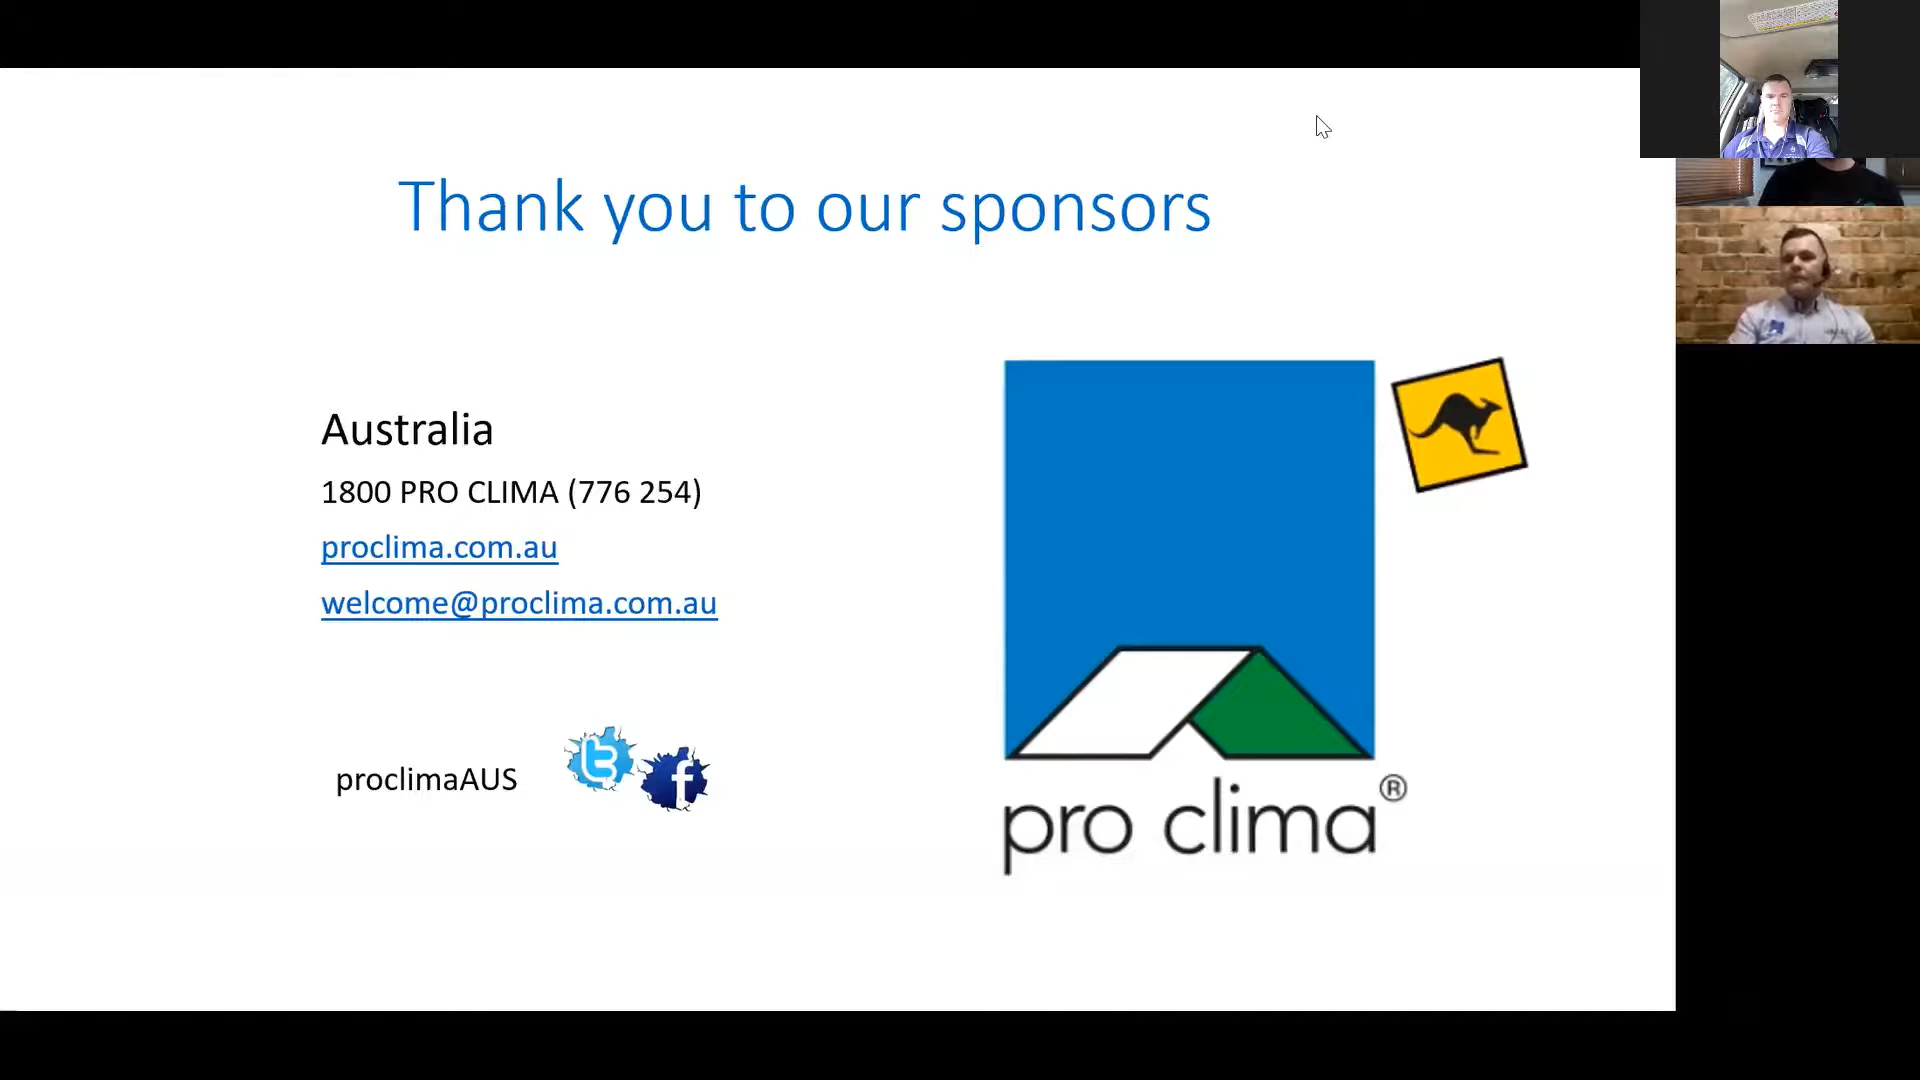 Thank you to our sponsors
Australia
1800 PRO CLIMA (776 254)
proclima.com.au
welcome@proclima.com.au
proclimaAUS
pro clima®